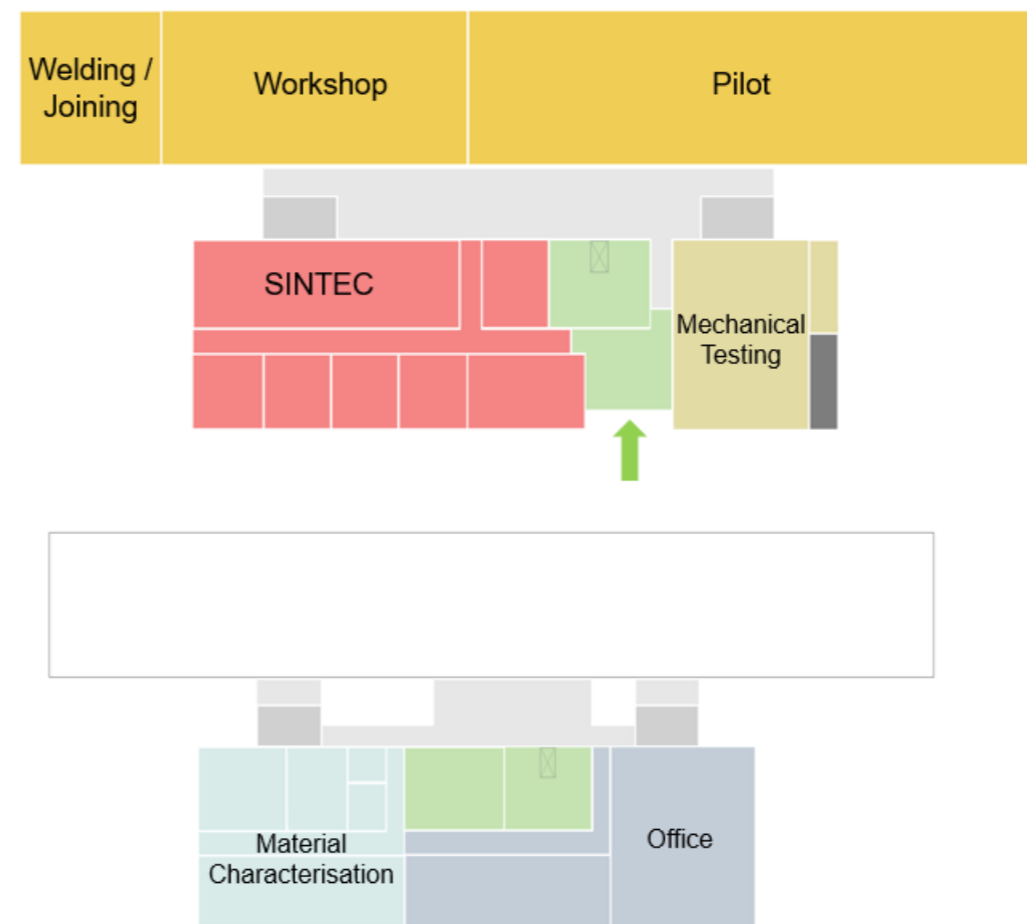 Welding /
Joining
Workshop
Pilot
SINTEC
Mechanical
Testing
Material
Characterisation
Office